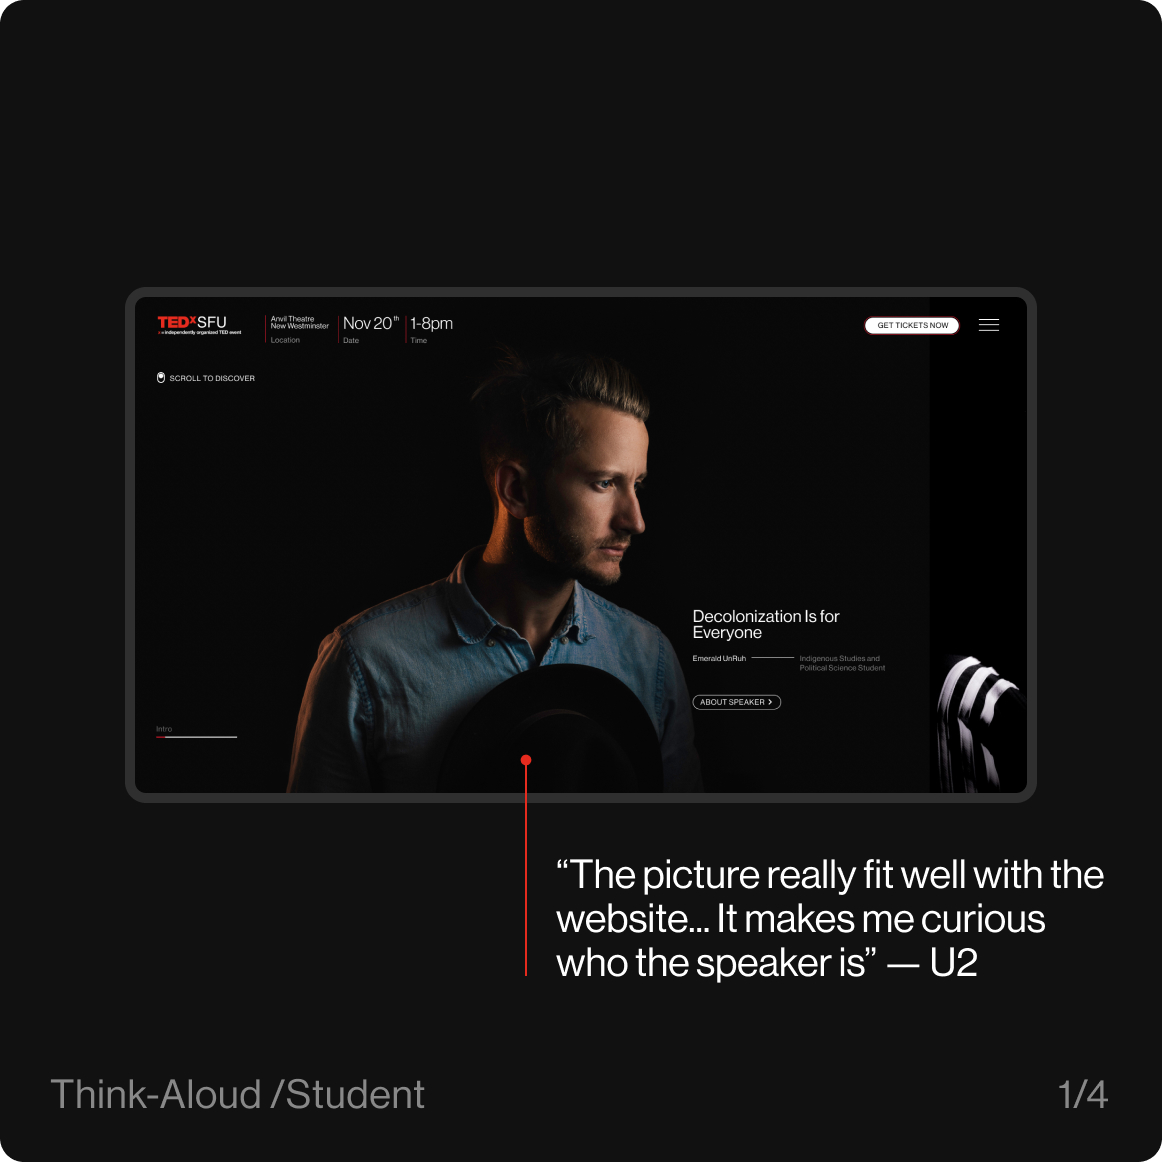 TEDxSFU
x = independently organized TED event
Anvil Theatre
New Westminster
Location
Nov 20th
Date
1-8pm
Time
GET TICKETS NOW
SCROLL TO DISCOVER
Decolonization Is for
Everyone
Emerald UnRuh
Indigenous Studies and
Political Science Student
ABOUT SPEAKER
Intro
“The picture really fit well with the
website... It makes me curious
who the speaker is” — U2
Think-Aloud /Student
1/4